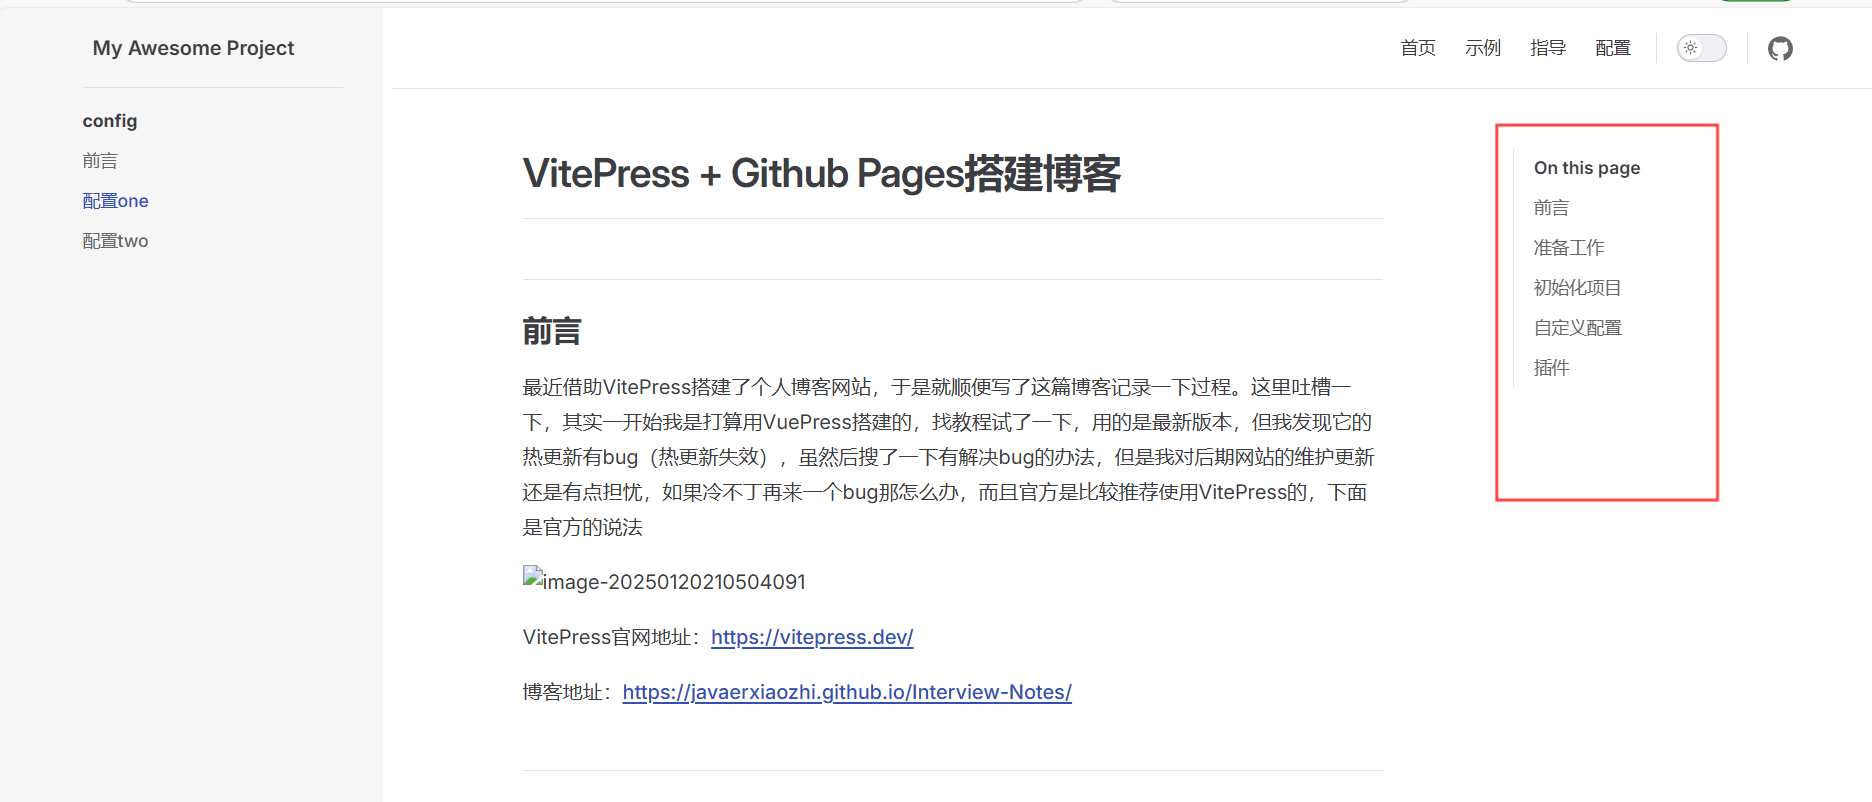 My Awesome Project
首页 示例 指导 配置
config
前言
配置one
配置two
VitePress + Github Pages搭建博客
前言
最近借助VitePress搭建了个人博客网站，于是就顺便写了这篇博客记录一下过程。这里吐槽一
下，其实一开始我是打算用VuePress搭建的，找教程试了一下，用的是最新版本，但我发现它的
热更新有bug（热更新失效），虽然后搜了一下有解决bug的办法，但是我对后期网站的维护更新
还是有点担忧，如果冷不丁再来一个bug那怎么办，而且官方是比较推荐使用VitePress的，下面
是官方的说法
image-20250120210504091
VitePress官网地址：https://vitepress.dev/
博客地址：https://javaerxiaozhi.github.io/Interview-Notes/
On this page
前言
准备工作
初始化项目
自定义配置
插件